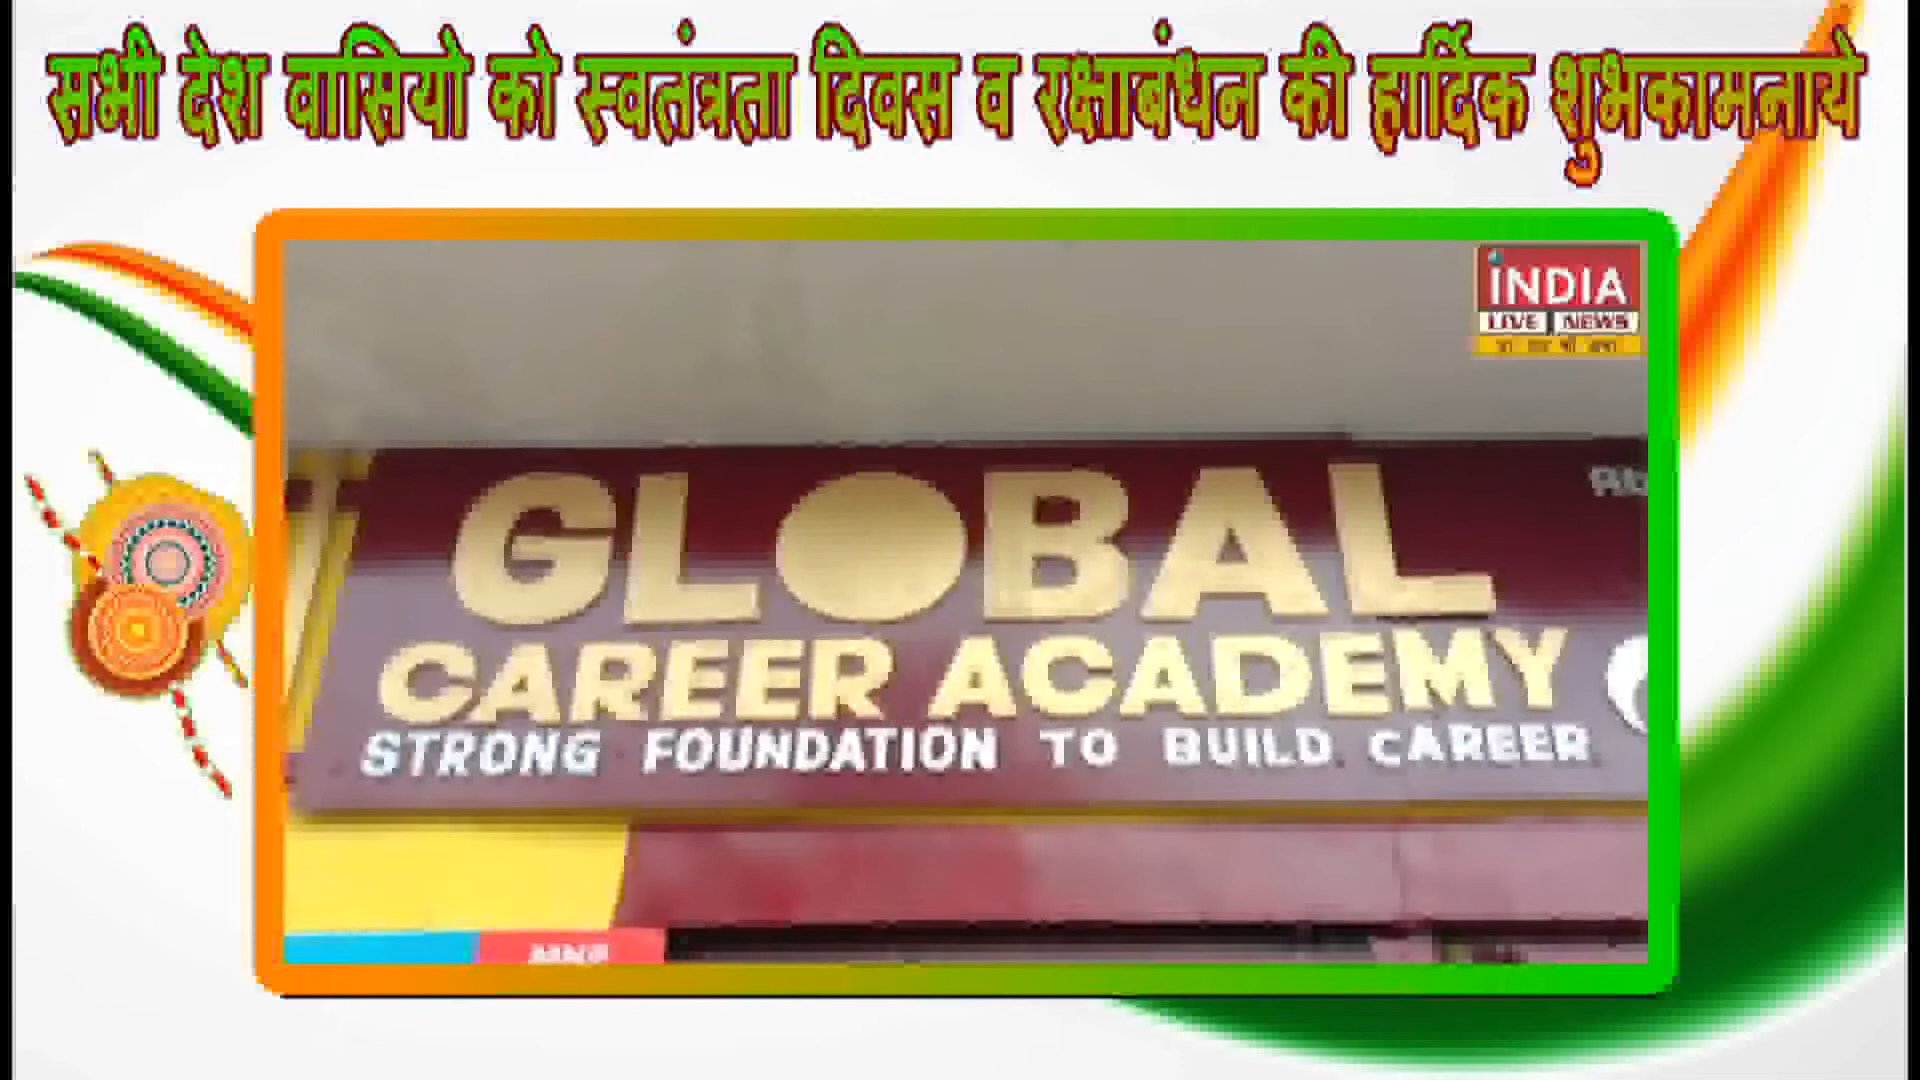 सभी देश वासियो को स्वतंत्रता दिवस व रक्षाबंधन की हार्दिक शुभकामनाये
INDIA
LIVE NEWS
GLOBAL
CAREER ACADEMY
STRONG FOUNDATION TO BUILD CAREER